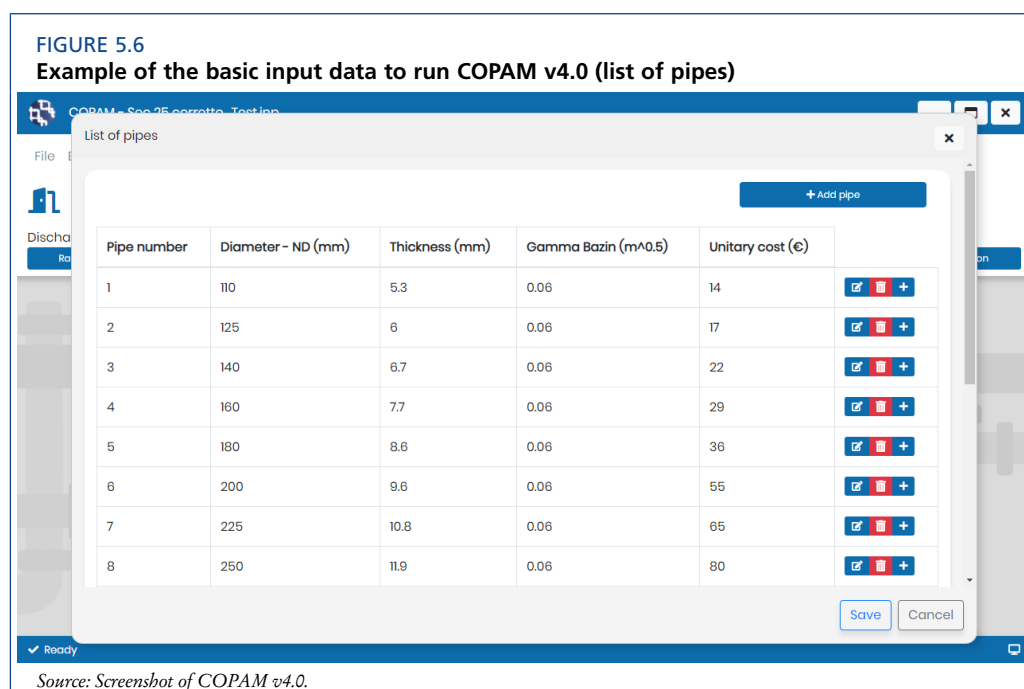 FIGURE 5.6
Example of the basic input data to run COPAM v4.0 (list of pipes)
List of pipes
File
+ Add pipe
Discha
Pipe number Diameter - ND (mm) Thickness (mm) Gamma Bazin (m^0.5) Unitary cost (€)
Ra on
1 110 5.3 0.06 14
2 125 6 0.06 17
3 140 6.7 0.06 22
4 160 7.7 0.06 29
5 180 8.6 0.06 36
6 200 9.6 0.06 55
7 225 10.8 0.06 65
8 250 11.9 0.06 80
Save Cancel
Ready
Source: Screenshot of COPAM v4.0.